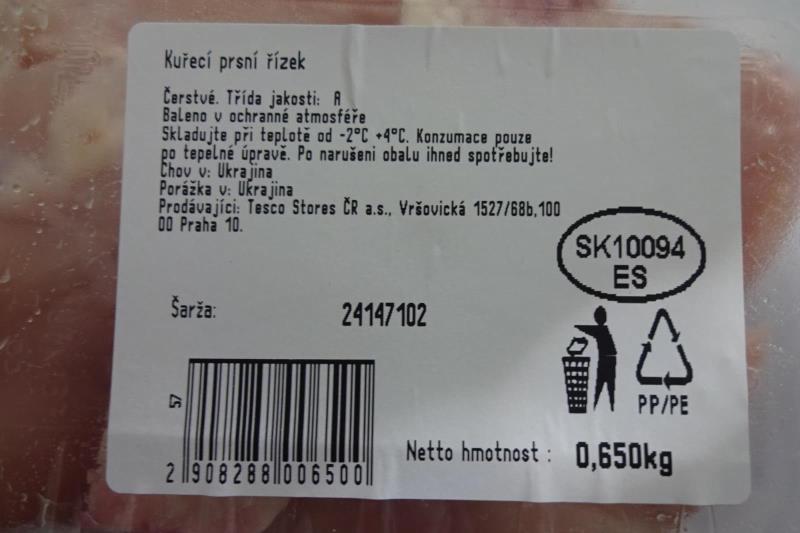 Kuřecí prsní řízek
Čerstvé. Třída jakosti: A
Baleno v ochranné atmosféře
Skladujte při teplotě od -2°C +4°C. Konzumace pouze
po tepelné úpravě. Po narušeni obalu ihned spotřebujte!
Chov v: Ukrajina
Porážka v: Ukrajina
Prodávající: Tesco Stores ČR a.s., Vršovická 1527/68b,100
00 Praha 10.
SK10094
ES
Šarža: 24147102
PP/PE
57
2 908288 006500
Netto hmotnost : 0,650kg